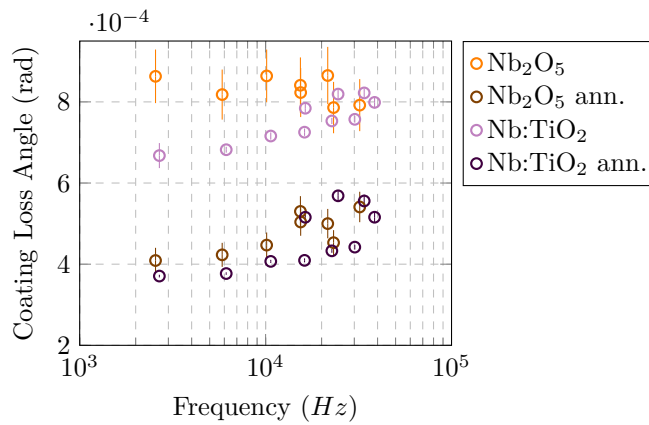 ·10⁻⁴
8
6
4
2
Coating Loss Angle (rad)
10³
10⁴
10⁵
Frequency (Hz)
Nb₂O₅
Nb₂O₅ ann.
Nb:TiO₂
Nb:TiO₂ ann.